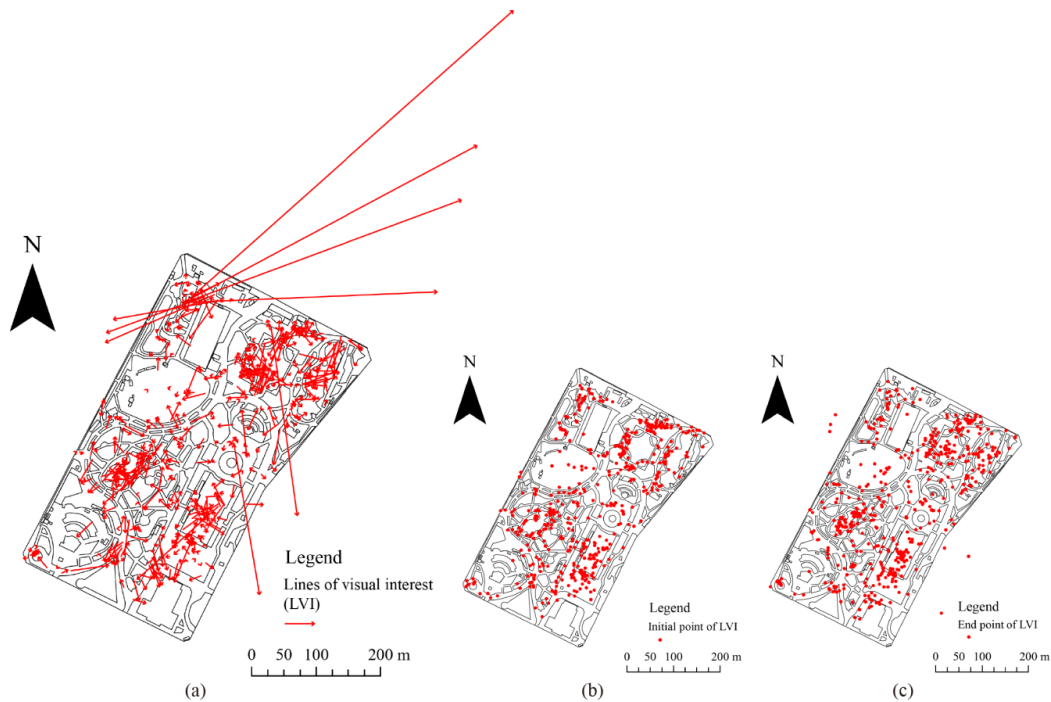 N
Legend
Lines of visual interest
(LVI)
0 50 100 200 m
(a)
N
Legend
Initial point of LVI
0 50 100 200 m
(b)
N
Legend
End point of LVI
0 50 100 200 m
(c)